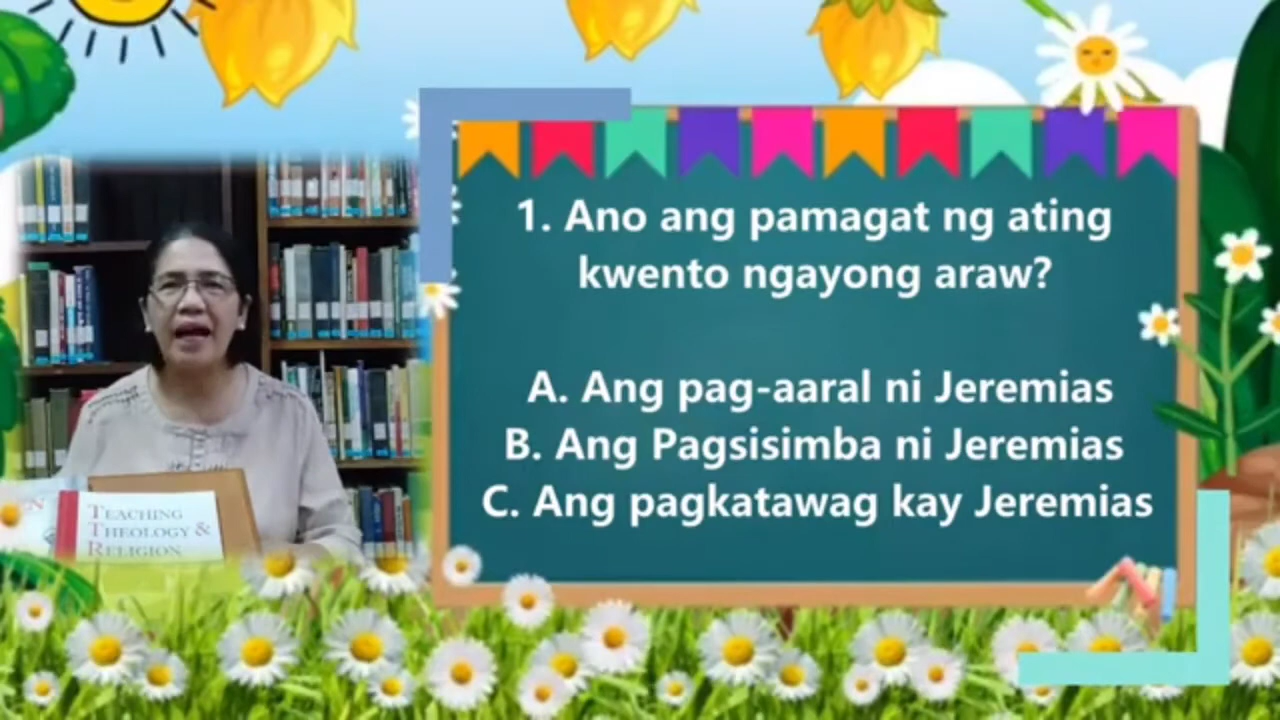 1. Ano ang pamagat ng ating
kwento ngayong araw?
A. Ang pag-aaral ni Jeremias
B. Ang Pagsisimba ni Jeremias
C. Ang pagkatawag kay Jeremias
TEACHING
THEOLOGY &
RELIGION